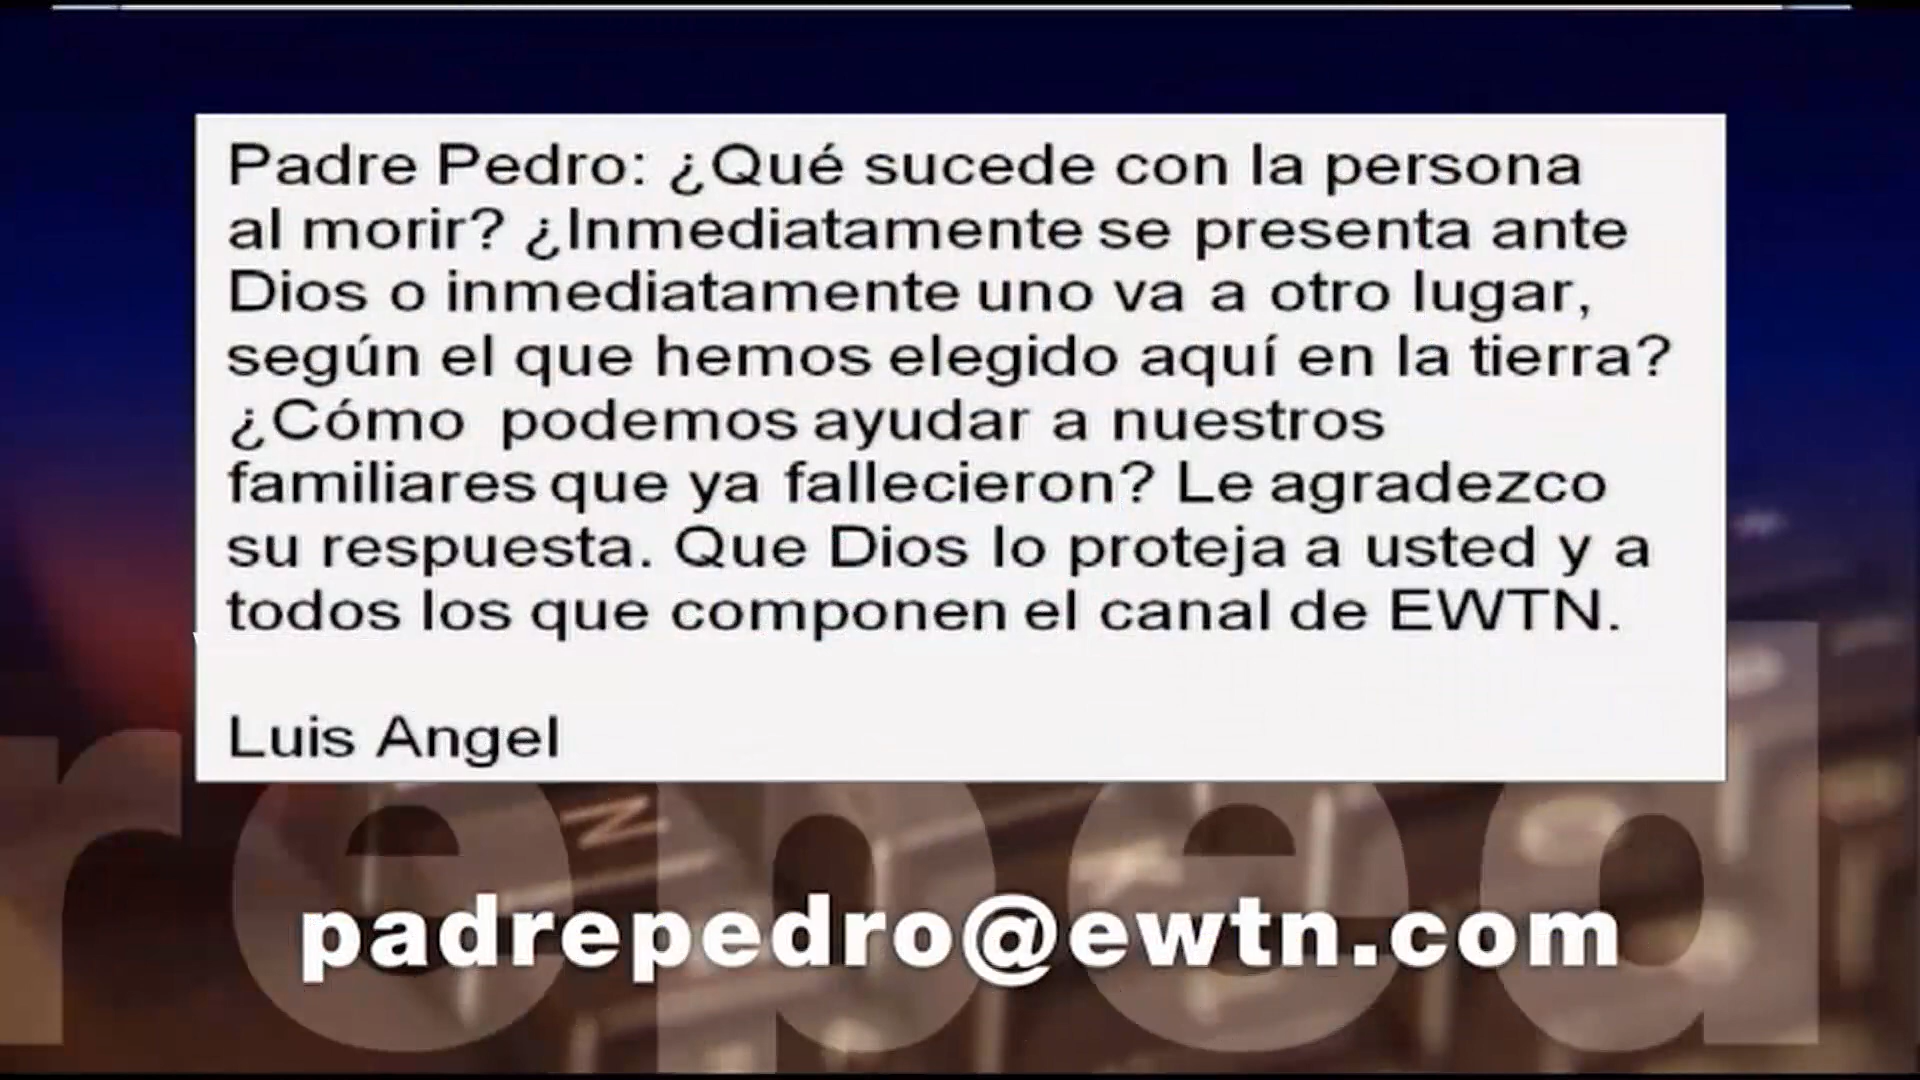 Padre Pedro: ¿Qué sucede con la persona
al morir? ¿Inmediatamente se presenta ante
Dios o inmediatamente uno va a otro lugar,
según el que hemos elegido aquí en la tierra?
¿Cómo podemos ayudar a nuestros
familiares que ya fallecieron? Le agradezco
su respuesta. Que Dios lo proteja a usted y a
todos los que componen el canal de EWTN.
Luis Angel
repedr
padrepedro@ewtn.com